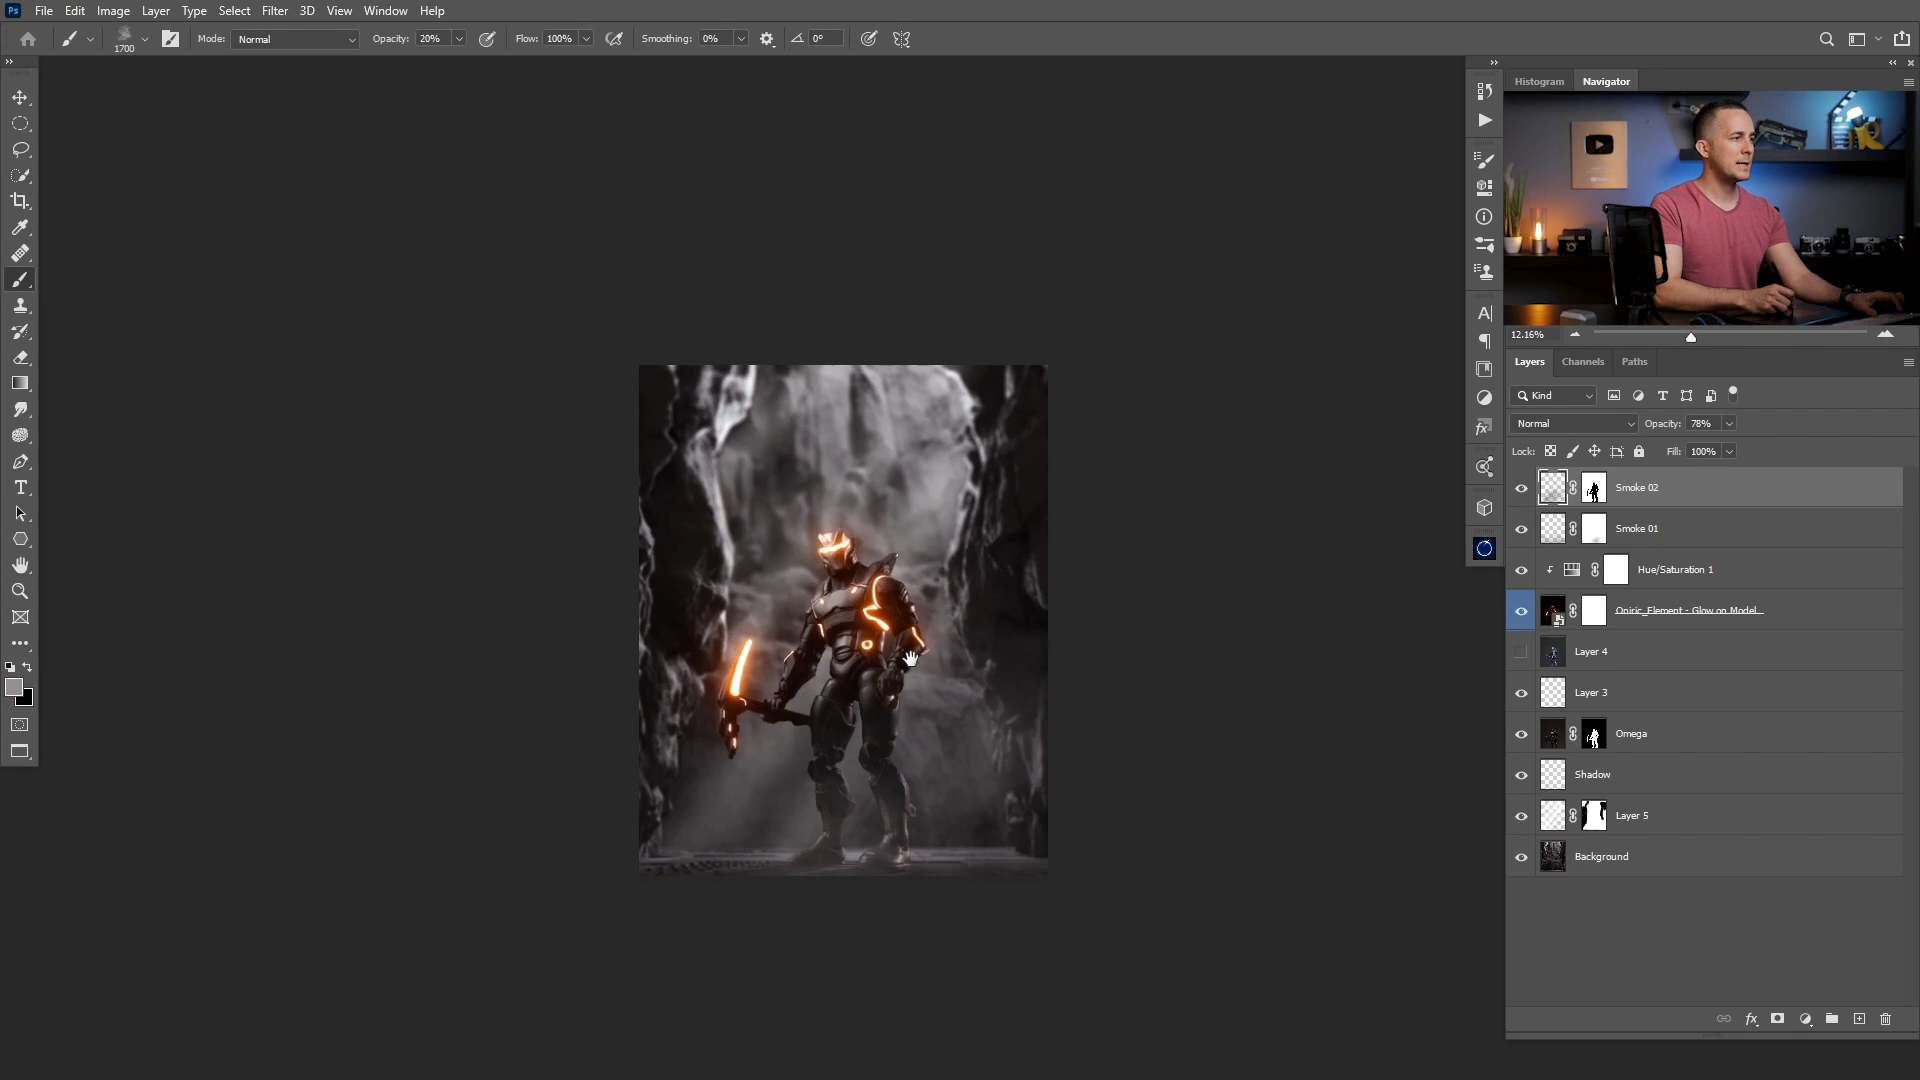 Ps File Edit Image Layer Type Select Filter 3D View Window Help
1700 Mode: Normal Opacity: 20% Flow: 100% Smoothing: 0% 0°
Histogram Navigator
12.16%
Layers Channels Paths
Kind
Normal Opacity: 78%
Lock: Fill: 100%
Smoke 02
Smoke 01
Hue/Saturation 1
Oniric_Element - Glow on Model...
Layer 4
Layer 3
Omega
Shadow
Layer 5
Background